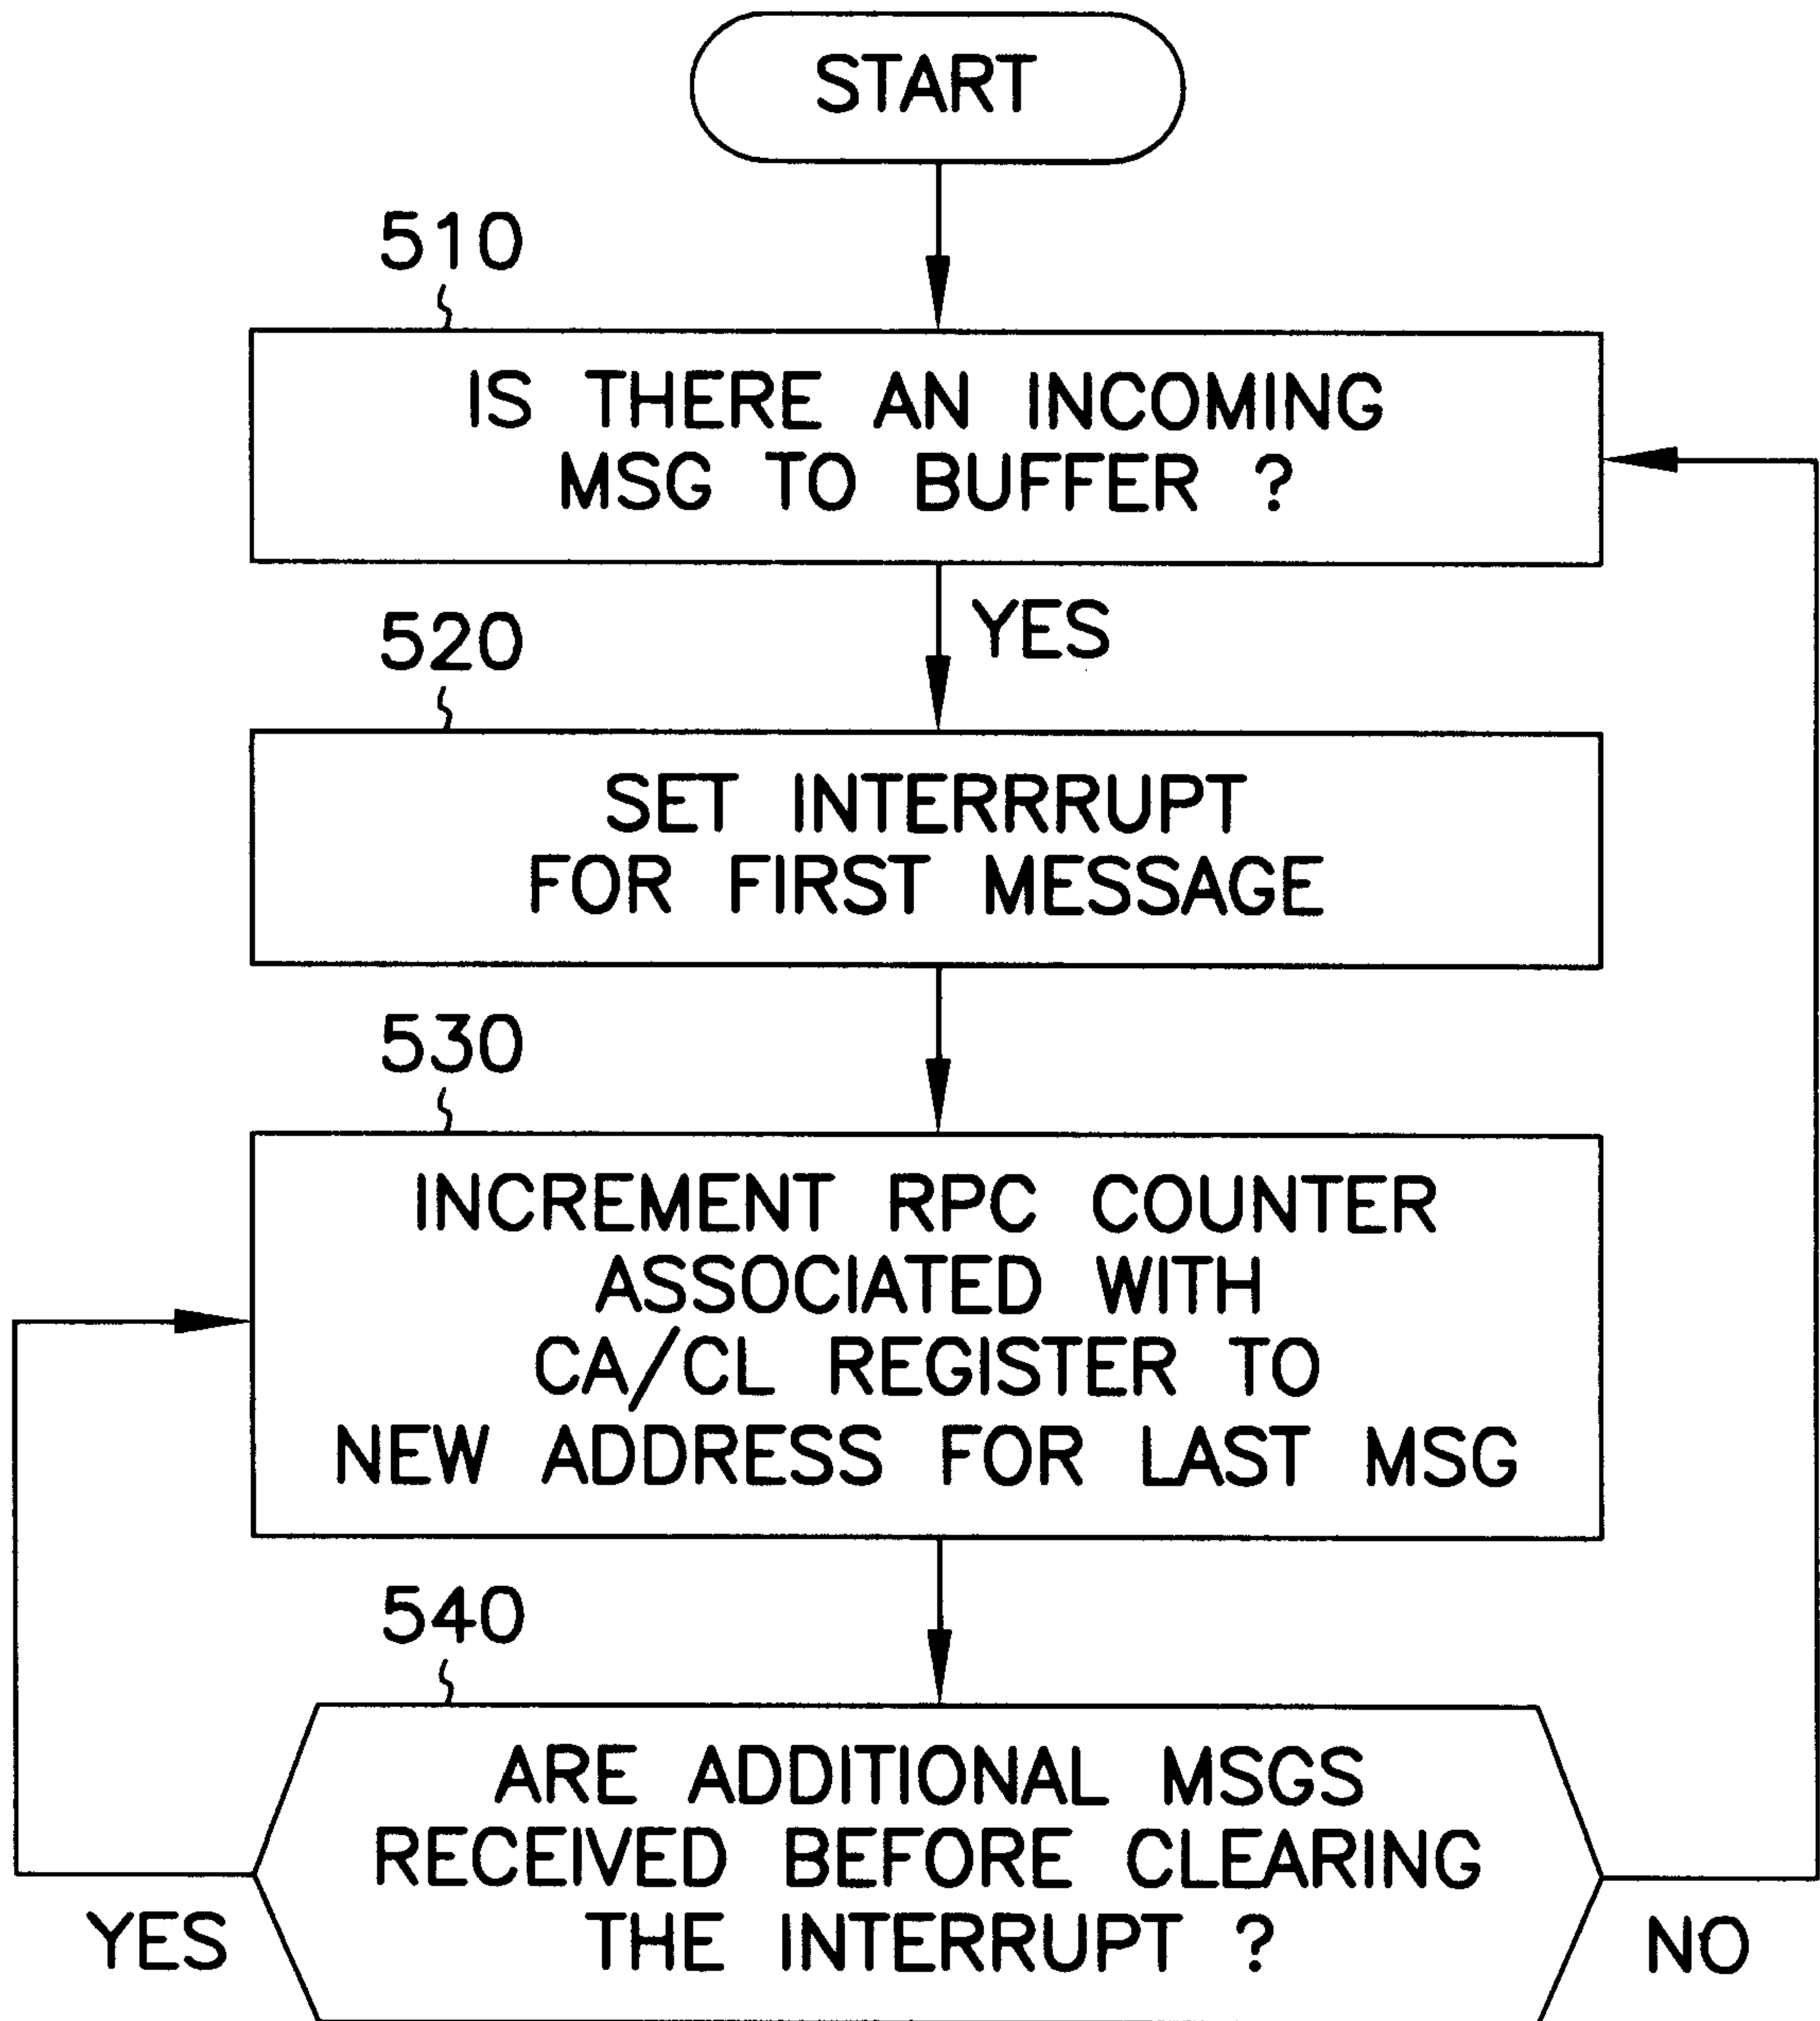 START
510
IS THERE AN INCOMING
MSG TO BUFFER ?
YES
520
SET INTERRRUPT
FOR FIRST MESSAGE
530
INCREMENT RPC COUNTER
ASSOCIATED WITH
CA/CL REGISTER TO
NEW ADDRESS FOR LAST MSG
540
ARE ADDITIONAL MSGS
RECEIVED BEFORE CLEARING
THE INTERRUPT ?
YES
NO